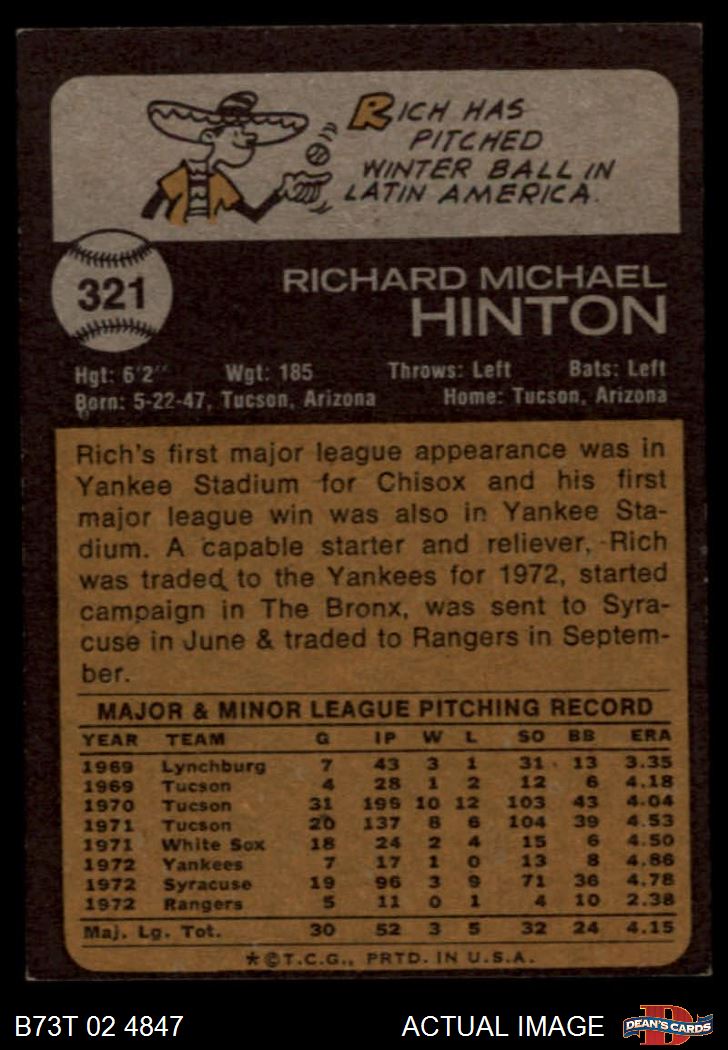 RICH HAS
PITCHED
WINTER BALL IN
LATIN AMERICA.
321
RICHARD MICHAEL
HINTON
Hgt: 6'2" Wgt: 185 Throws: Left Bats: Left
Born: 5-22-47, Tucson, Arizona Home: Tucson, Arizona
Rich's first major league appearance was in
Yankee Stadium for Chisox and his first
major league win was also in Yankee Sta-
dium. A capable starter and reliever, Rich
was traded to the Yankees for 1972, started
campaign in The Bronx, was sent to Syra-
cuse in June & traded to Rangers in Septem-
ber.
MAJOR & MINOR LEAGUE PITCHING RECORD
YEAR TEAM G IP W L SO BB ERA
1969 Lynchburg 7 43 3 1 31 13 3.35
1969 Tucson 4 28 1 2 12 6 4.18
1970 Tucson 31 196 10 12 103 43 4.04
1971 Tucson 20 137 8 6 104 39 4.53
1971 White Sox 18 24 2 4 15 6 4.50
1972 Yankees 7 17 1 0 13 8 4.86
1972 Syracuse 19 96 3 9 71 36 4.78
1972 Rangers 5 11 0 1 4 10 2.38
Maj. Lg. Tot. 30 52 3 5 32 24 4.15
*©T.C.G., PRTD. IN U.S.A.
B73T 02 4847 ACTUAL IMAGE DEAN'S CARDS